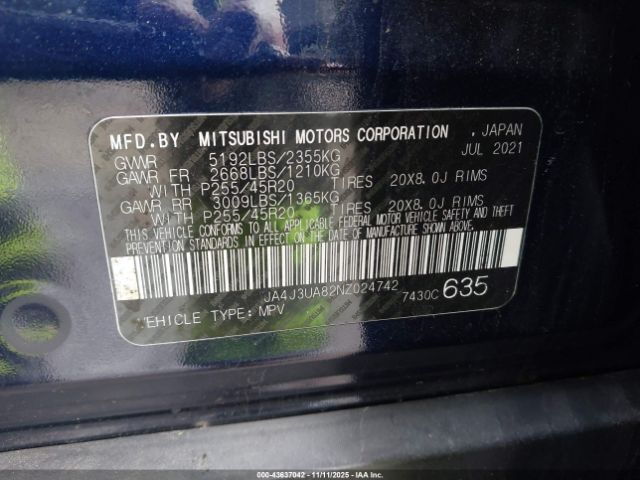 MFD.BY MITSUBISHI MOTORS CORPORATION , JAPAN
GVWR 5192LBS/2355KG JUL 2021
GAWR FR 2668LBS/1210KG
WITH P255/45R20 TIRES 20X8.0J RIMS
GAWR RR 3009LBS/1365KG
WITH P255/45R20 TIRES 20X8.0J RIMS
THIS VEHICLE CONFORMS TO ALL APPLICABLE FEDERAL MOTOR VEHICLE SAFETY AND THEFT
PREVENTION STANDARDS IN EFFECT ON THE DATE OF MANUFACTURE SHOWN ABOVE.
JA4J3UA82NZ024742
7430C 635
VEHICLE TYPE: MPV
000-43637042 - 11/11/2025 - IAAI.COM